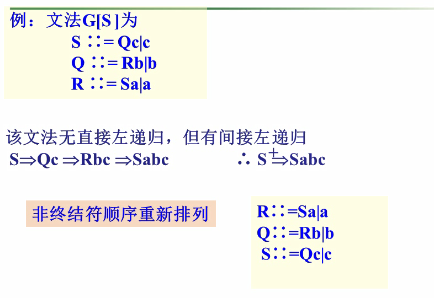 例：文法G[S]为
S ∷= Qc|c
Q ∷= Rb|b
R ∷= Sa|a
该文法无直接左递归，但有间接左递归
S⇒Qc ⇒Rbc ⇒Sabc ∴ S⇒+Sabc
非终结符顺序重新排列
R∷=Sa|a
Q∷=Rb|b
S∷=Qc|c